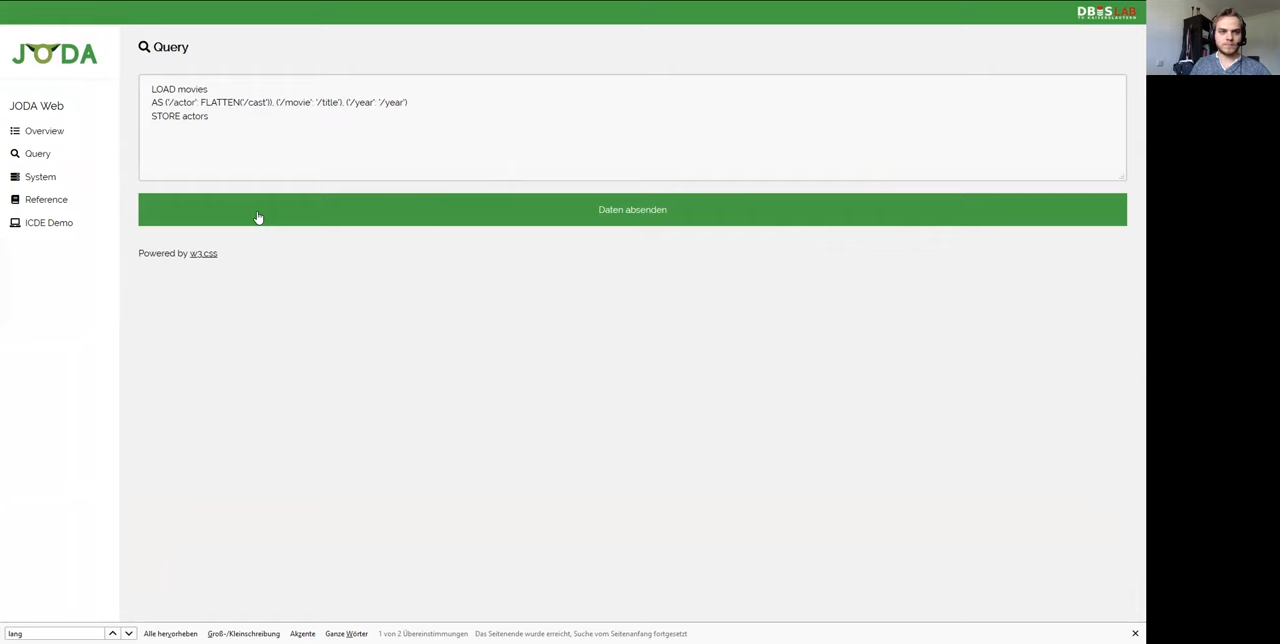 DBIS LAB
TU KAISERSLAUTERN
JODA
Query
LOAD movies
AS ('/actor': FLATTEN('/cast')), ('/movie': '/title'), ('/year': '/year')
STORE actors
JODA Web
Overview
Query
System
Reference
ICDE Demo
Daten absenden
Powered by w3.css
lang
Alle hervorheben
Groß-/Kleinschreibung
Akzente
Ganze Wörter
1 von 2 Übereinstimmungen
Das Seitenende wurde erreicht, Suche vom Seitenanfang fortgesetzt